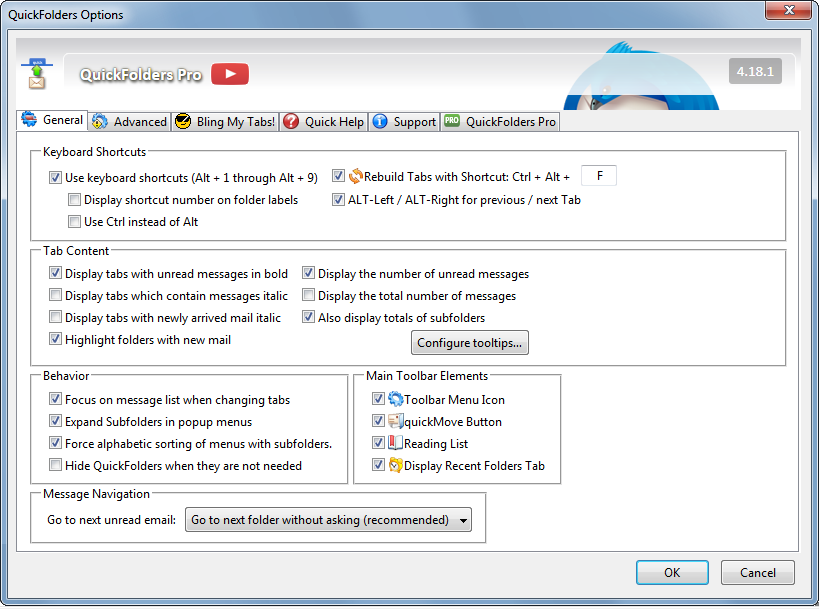 QuickFolders Options
QuickFolders Pro
4.18.1
General Advanced Bling My Tabs! Quick Help Support PRO QuickFolders Pro
Keyboard Shortcuts
Use keyboard shortcuts (Alt + 1 through Alt + 9) Rebuild Tabs with Shortcut: Ctrl + Alt + F
Display shortcut number on folder labels ALT-Left / ALT-Right for previous / next Tab
Use Ctrl instead of Alt
Tab Content
Display tabs with unread messages in bold Display the number of unread messages
Display tabs which contain messages italic Display the total number of messages
Display tabs with newly arrived mail italic Also display totals of subfolders
Highlight folders with new mail Configure tooltips...
Behavior
Focus on message list when changing tabs
Expand Subfolders in popup menus
Force alphabetic sorting of menus with subfolders.
Hide QuickFolders when they are not needed
Main Toolbar Elements
Toolbar Menu Icon
quickMove Button
Reading List
Display Recent Folders Tab
Message Navigation
Go to next unread email: Go to next folder without asking (recommended)
OK Cancel